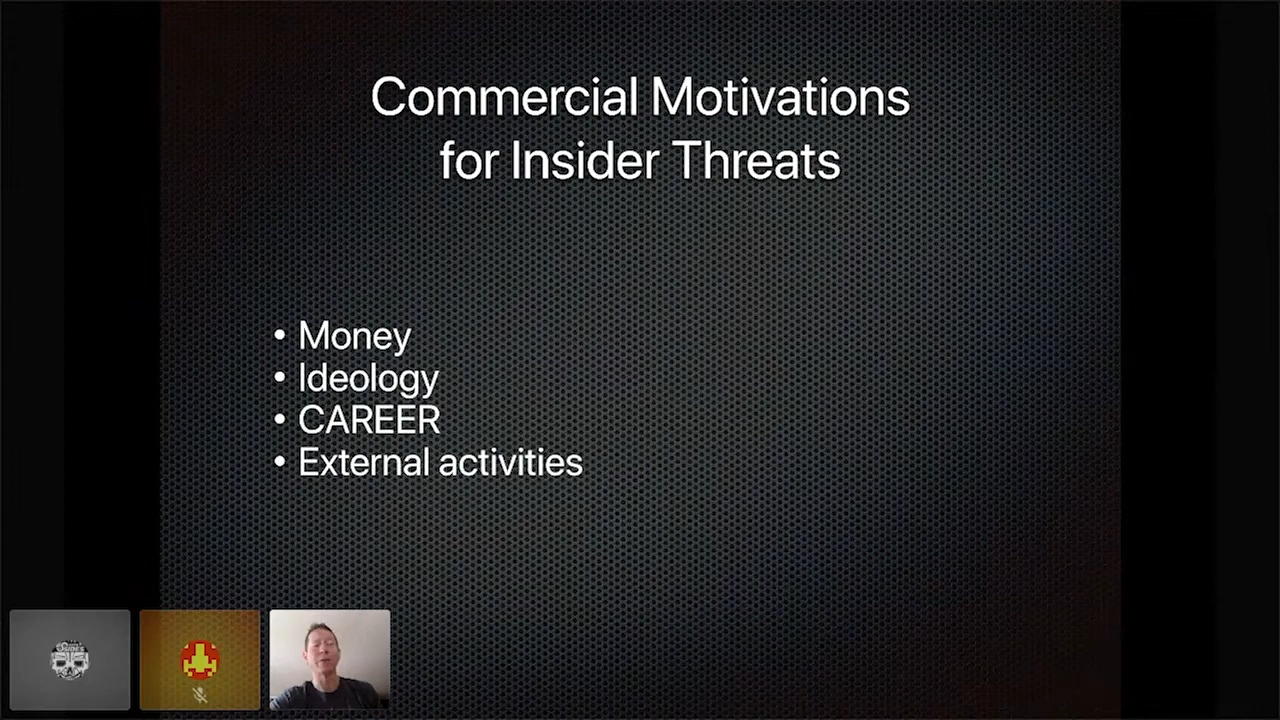 Commercial Motivations
for Insider Threats
• Money
• Ideology
• CAREER
• External activities